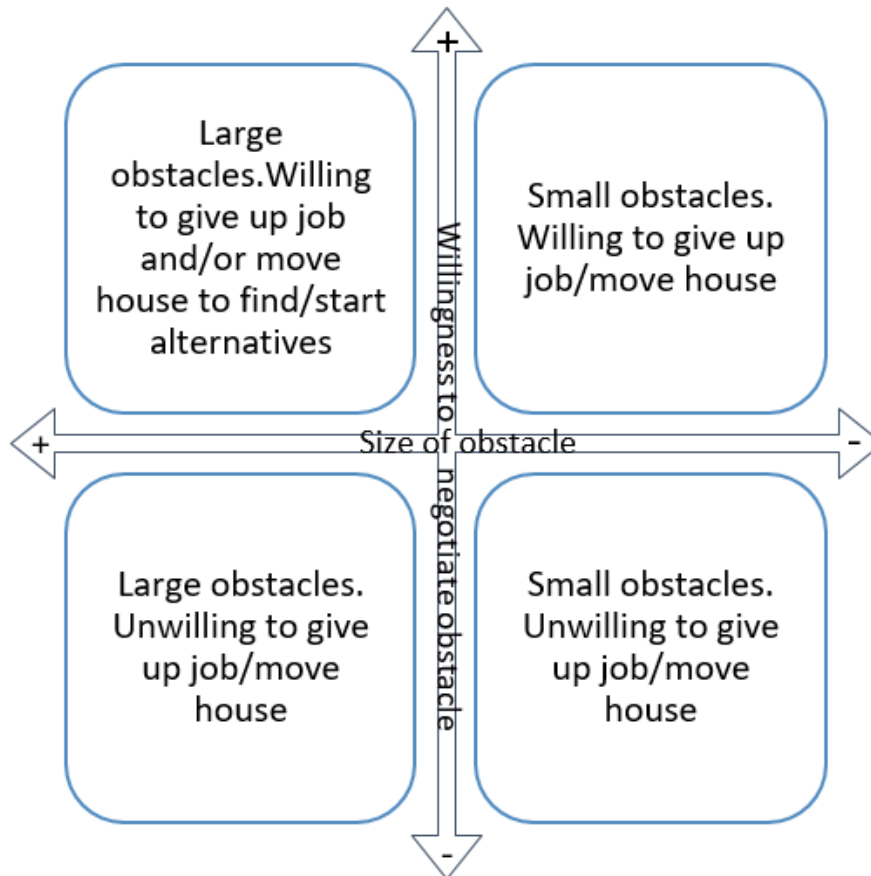 +
Large
obstacles.Willing
to give up job
and/or move
house to find/start
alternatives
Small obstacles.
Willing to give up
job/move house
Willingness to negotiate obstacle
+
Size of obstacle
-
Large obstacles.
Unwilling to give
up job/move
house
Small obstacles.
Unwilling to give
up job/move
house
-